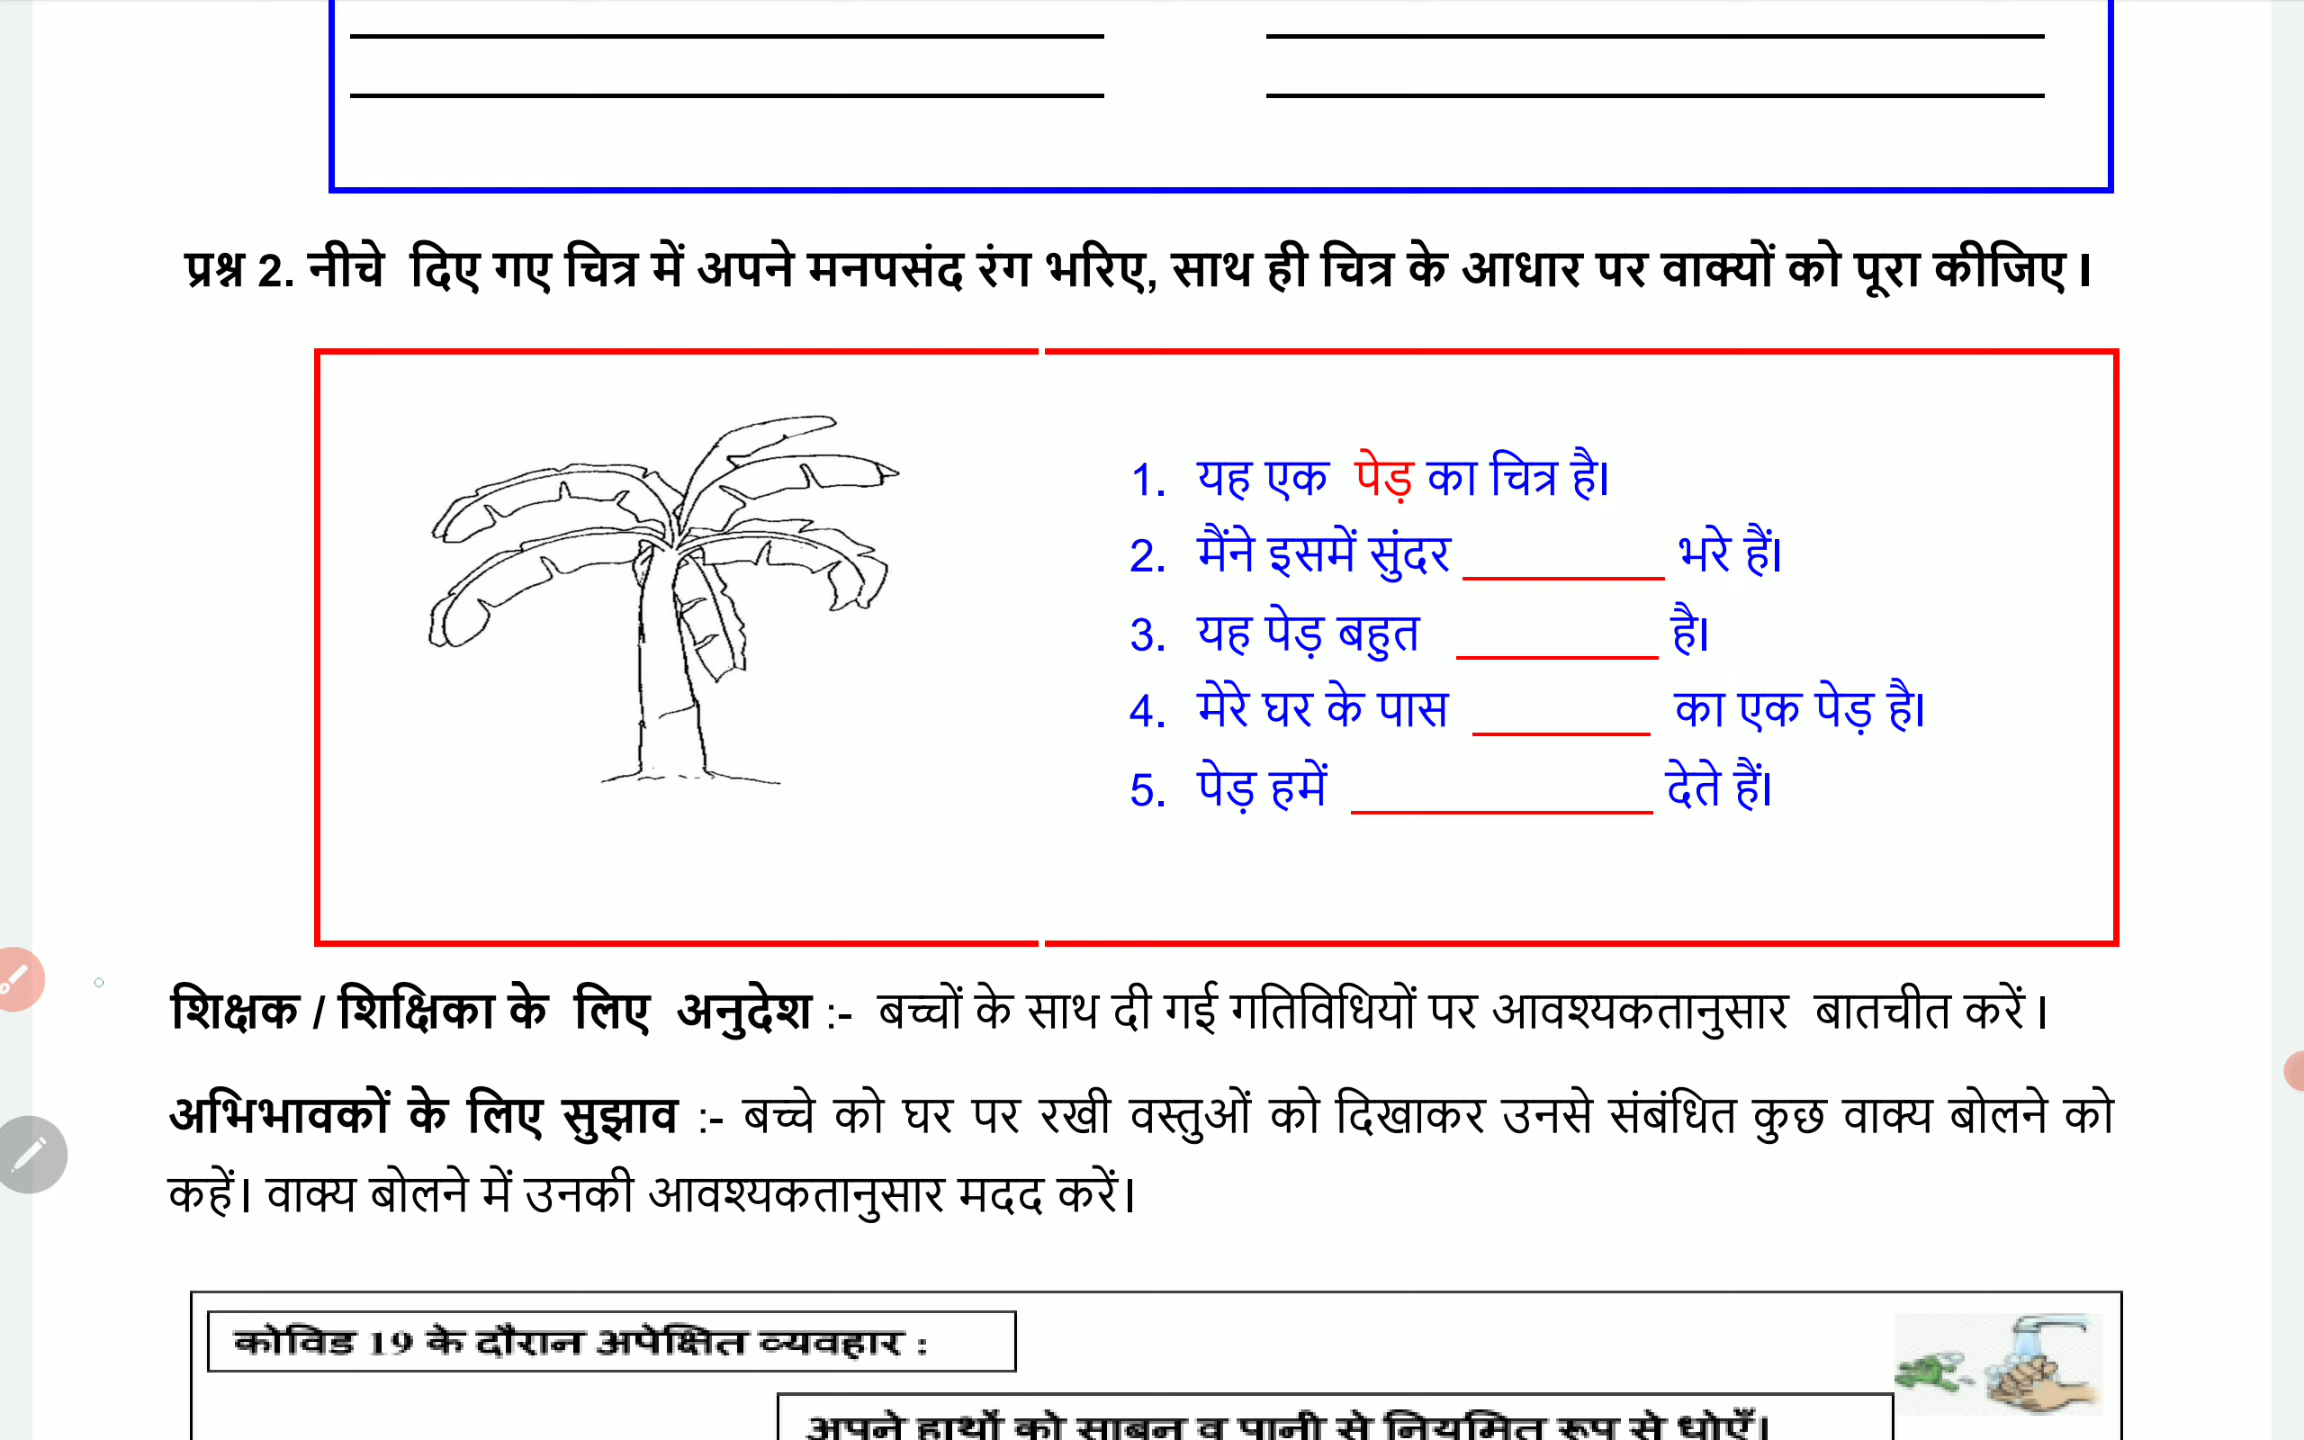 प्रश्न 2. नीचे दिए गए चित्र में अपने मनपसंद रंग भरिए, साथ ही चित्र के आधार पर वाक्यों को पूरा कीजिए ।
1. यह एक पेड़ का चित्र है।
2. मैंने इसमें सुंदर ________ भरे हैं।
3. यह पेड़ बहुत ________ है।
4. मेरे घर के पास _______ का एक पेड़ है।
5. पेड़ हमें ____________ देते हैं।
शिक्षक / शिक्षिका के लिए अनुदेश :- बच्चों के साथ दी गई गतिविधियों पर आवश्यकतानुसार बातचीत करें ।
अभिभावकों के लिए सुझाव :- बच्चे को घर पर रखी वस्तुओं को दिखाकर उनसे संबंधित कुछ वाक्य बोलने को
कहें। वाक्य बोलने में उनकी आवश्यकतानुसार मदद करें।
कोविड 19 के दौरान अपेक्षित व्यवहार :
अपने हाथों को साबुन व पानी से नियमित रूप से धोएँ।